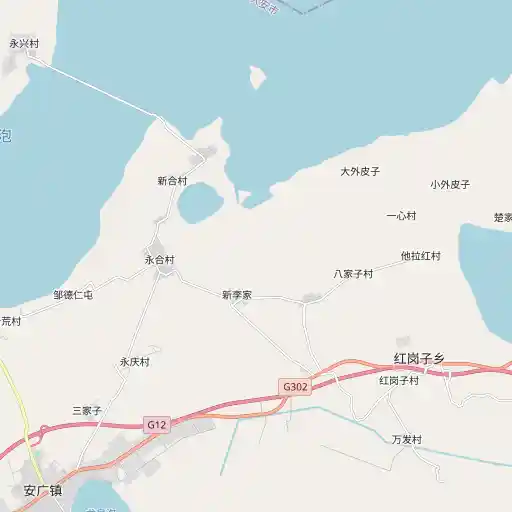 安市
永兴村
泡
大外皮子
新合村
小外皮子
一心村
楚家
永合村
他拉红村
八家子村
邹德仁屯
新李家
荒村
永庆村
红岗子乡
G302
红岗子村
三家子
G12
万发村
安广镇